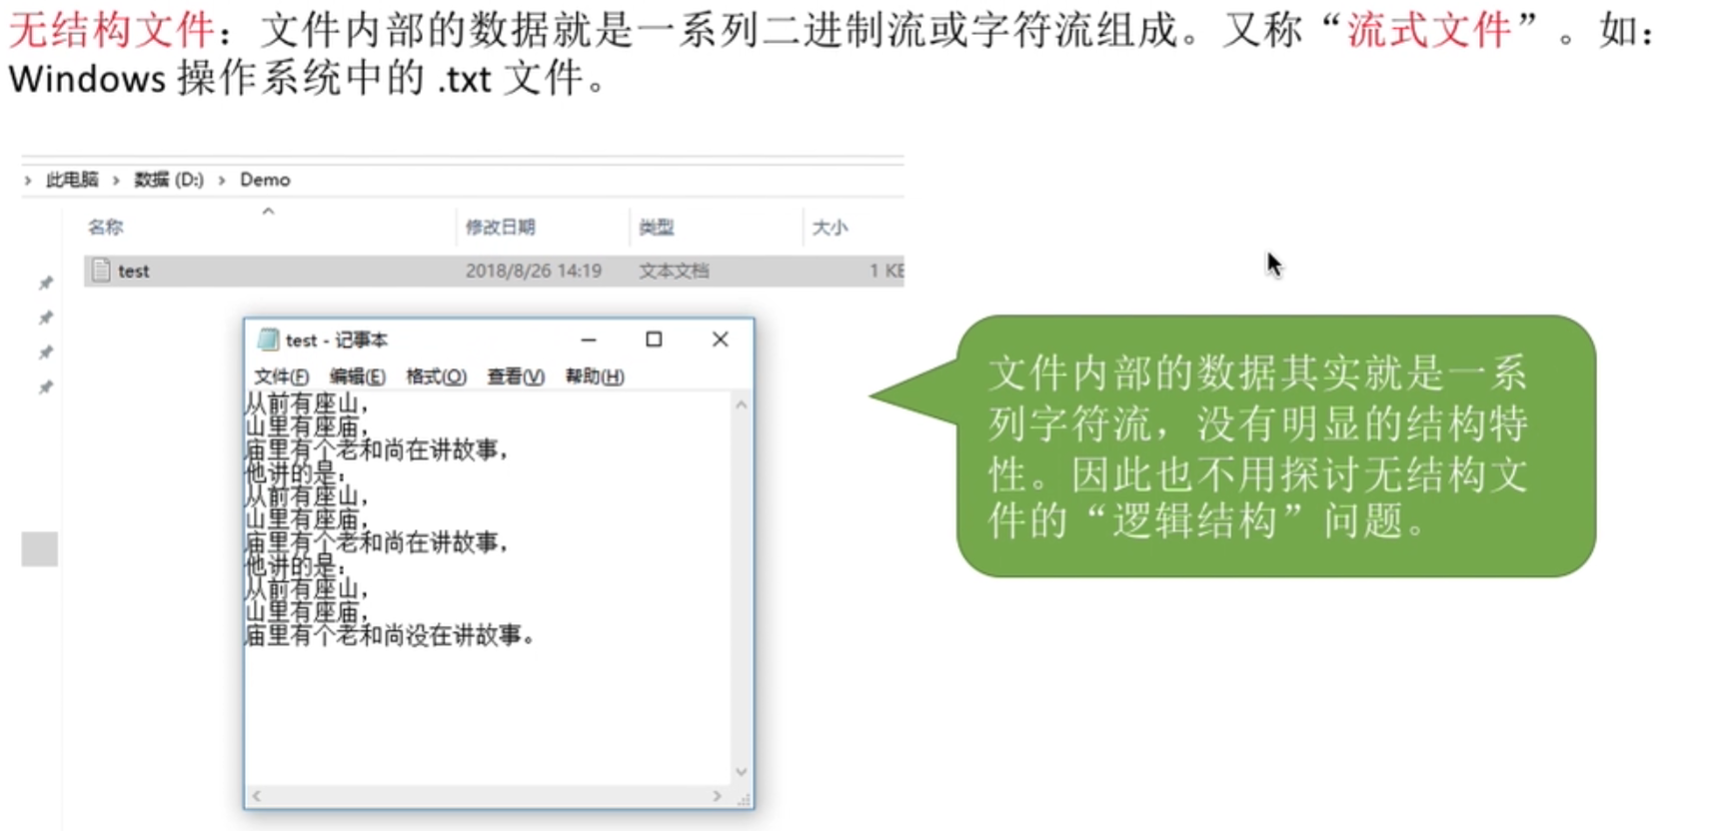 无结构文件：文件内部的数据就是一系列二进制流或字符流组成。又称“流式文件”。如：
Windows 操作系统中的 .txt 文件。
› 此电脑 › 数据 (D:) › Demo
名称 修改日期 类型 大小
test 2018/8/26 14:19 文本文档 1 KB
test - 记事本
文件(F) 编辑(E) 格式(O) 查看(V) 帮助(H)
从前有座山，
山里有座庙，
庙里有个老和尚在讲故事，
他讲的是：
从前有座山，
山里有座庙，
庙里有个老和尚在讲故事，
他讲的是：
从前有座山，
山里有座庙，
庙里有个老和尚没在讲故事。
文件内部的数据其实就是一系
列字符流，没有明显的结构特
性。因此也不用探讨无结构文
件的“逻辑结构”问题。